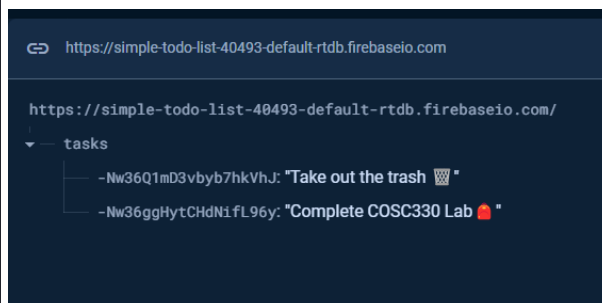 https://simple-todo-list-40493-default-rtdb.firebaseio.com
https://simple-todo-list-40493-default-rtdb.firebaseio.com/
tasks
-Nw36Q1mD3vbyb7hkVhJ: "Take out the trash 🗑 "
-Nw36ggHytCHdNifL96y: "Complete COSC330 Lab 🎒 "